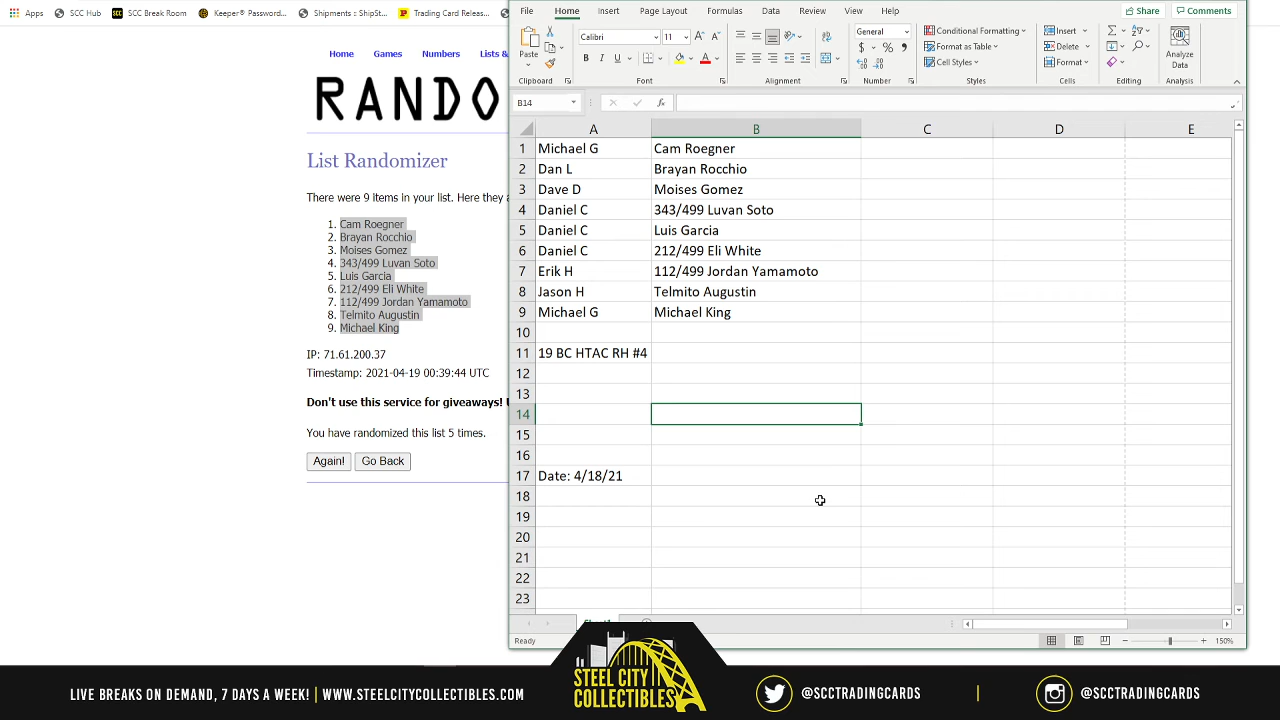 Apps SCC Hub SCC Break Room Keeper® Password... Shipments :: ShipSt... Trading Card Releas...
Home Games Numbers Lists &
RANDO
List Randomizer
There were 9 items in your list. Here they a
1. Cam Roegner
2. Brayan Rocchio
3. Moises Gomez
4. 343/499 Luvan Soto
5. Luis Garcia
6. 212/499 Eli White
7. 112/499 Jordan Yamamoto
8. Telmito Augustin
9. Michael King
IP: 71.61.200.37
Timestamp: 2021-04-19 00:39:44 UTC
Don't use this service for giveaways!
You have randomized this list 5 times.
Again! Go Back
File Home Insert Page Layout Formulas Data Review View Help Share Comments
Paste Calibri 11 General Conditional Formatting Insert
B I U Format as Table Delete Analyze
Cell Styles Format Data
Clipboard Font Alignment Number Styles Cells Editing Analysis
B14 fx
A B C D E
1 Michael G Cam Roegner
2 Dan L Brayan Rocchio
3 Dave D Moises Gomez
4 Daniel C 343/499 Luvan Soto
5 Daniel C Luis Garcia
6 Daniel C 212/499 Eli White
7 Erik H 112/499 Jordan Yamamoto
8 Jason H Telmito Augustin
9 Michael G Michael King
10
11 19 BC HTAC RH #4
12
13
14
15
16
17 Date: 4/18/21
18
19
20
21
22
23
Ready 150%
LIVE BREAKS ON DEMAND, 7 DAYS A WEEK! | WWW.STEELCITYCOLLECTIBLES.COM
STEEL CITY
COLLECTIBLES
@SCCTRADINGCARDS | @SCCTRADINGCARDS